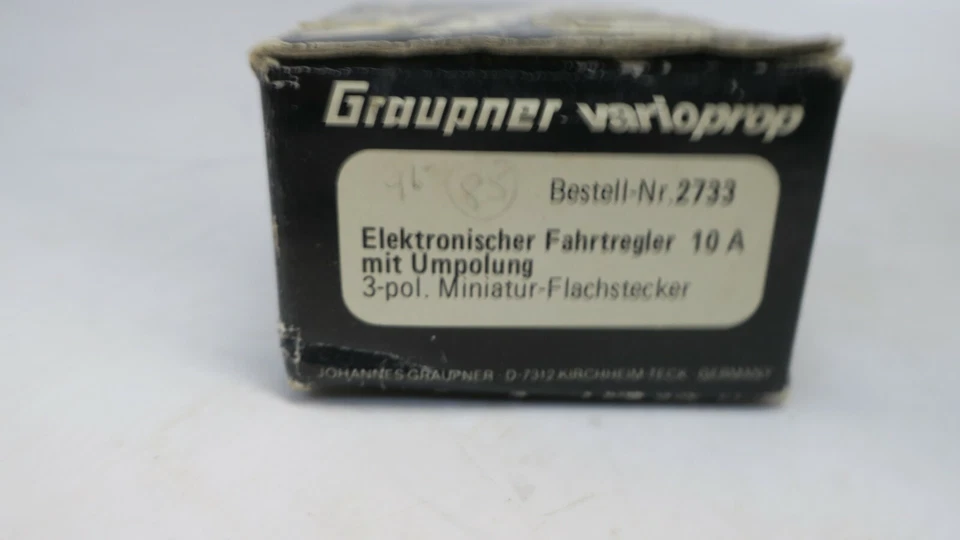 Graupner varioprop
85
Bestell-Nr. 2733
Elektronischer Fahrtregler 10 A
mit Umpolung
3-pol. Miniatur-Flachstecker
JOHANNES GRAUPNER · D-7312 KIRCHHEIM-TECK · GERMANY